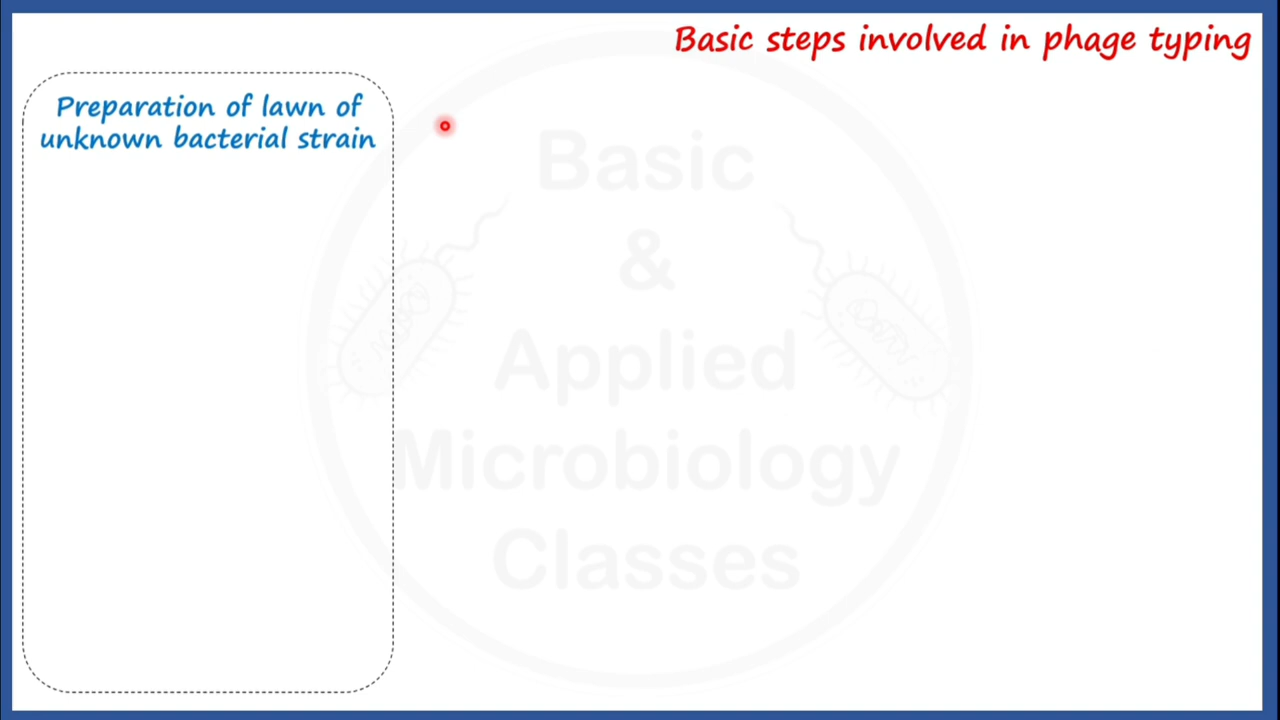 Basic steps involved in phage typing
Preparation of lawn of
unknown bacterial strain
Basic
&
Applied
Microbiology
Classes